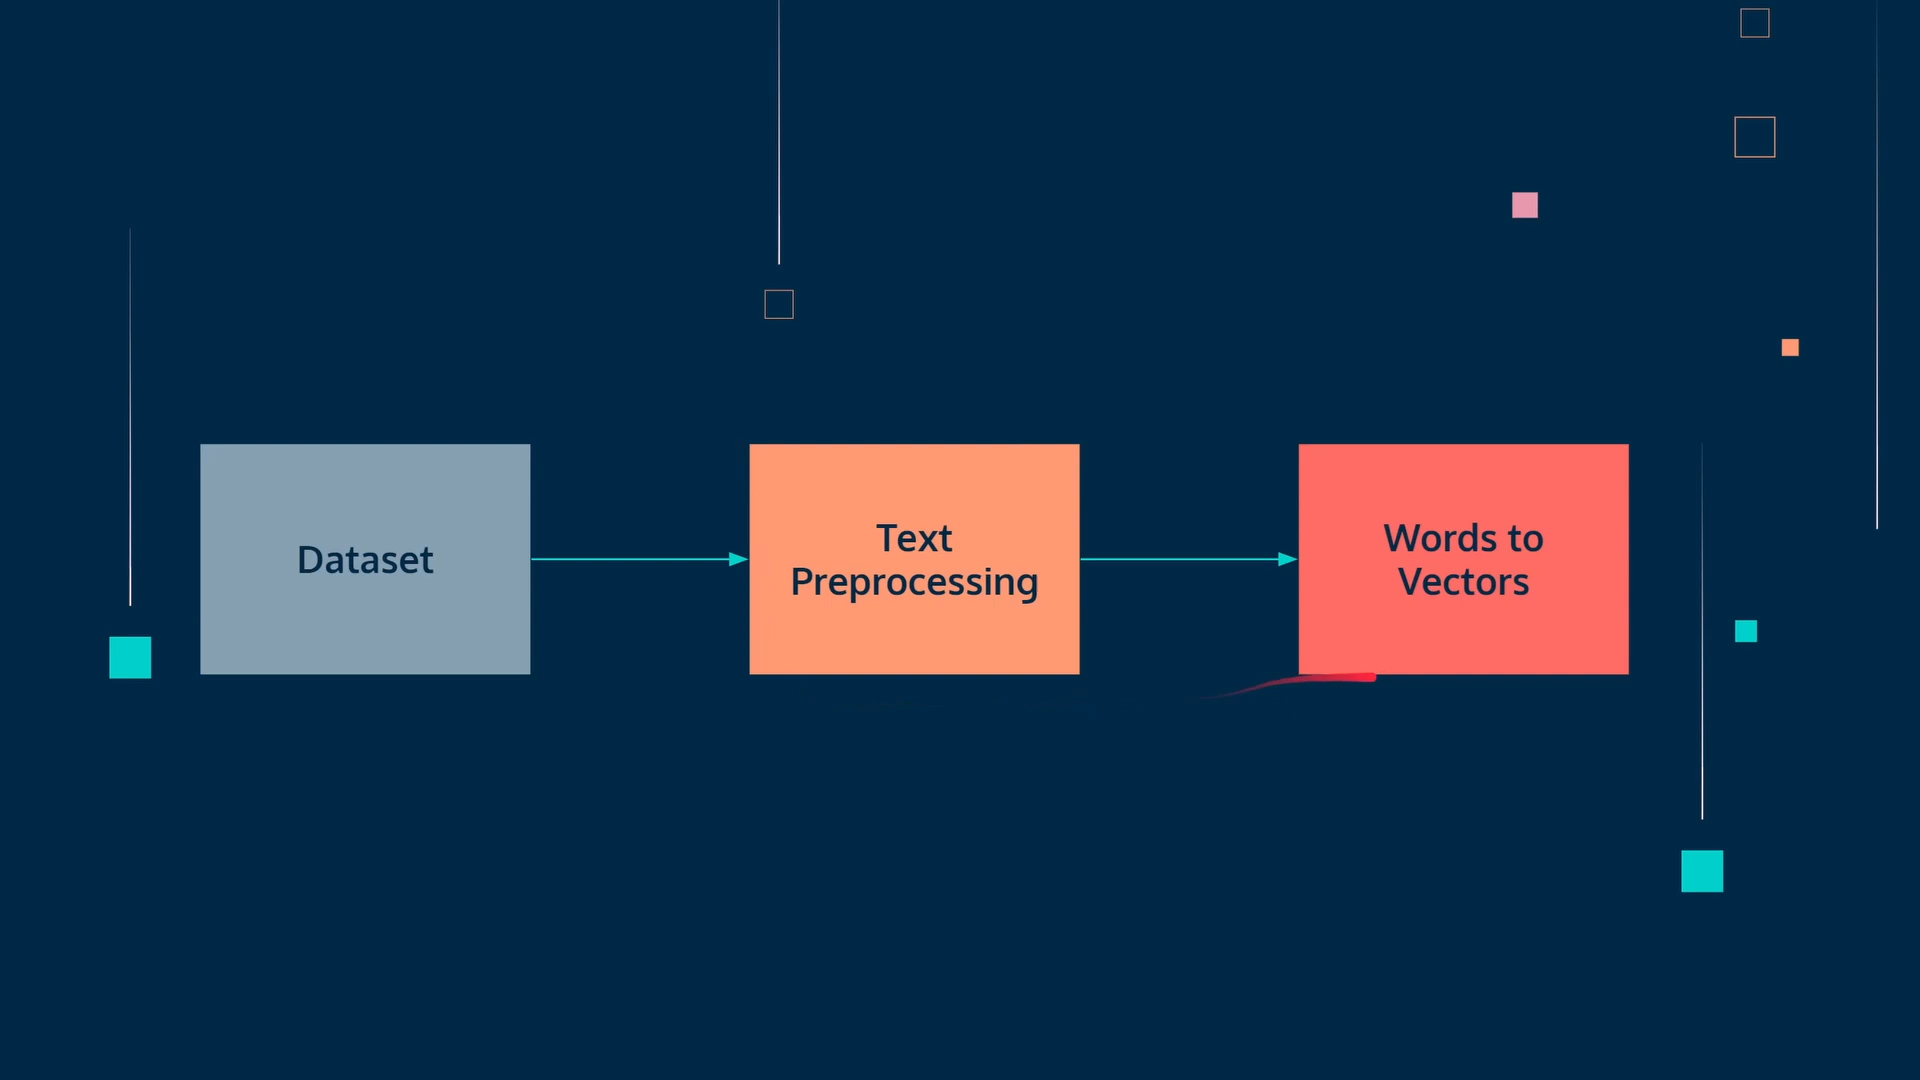 Dataset
Text
Preprocessing
Words to
Vectors